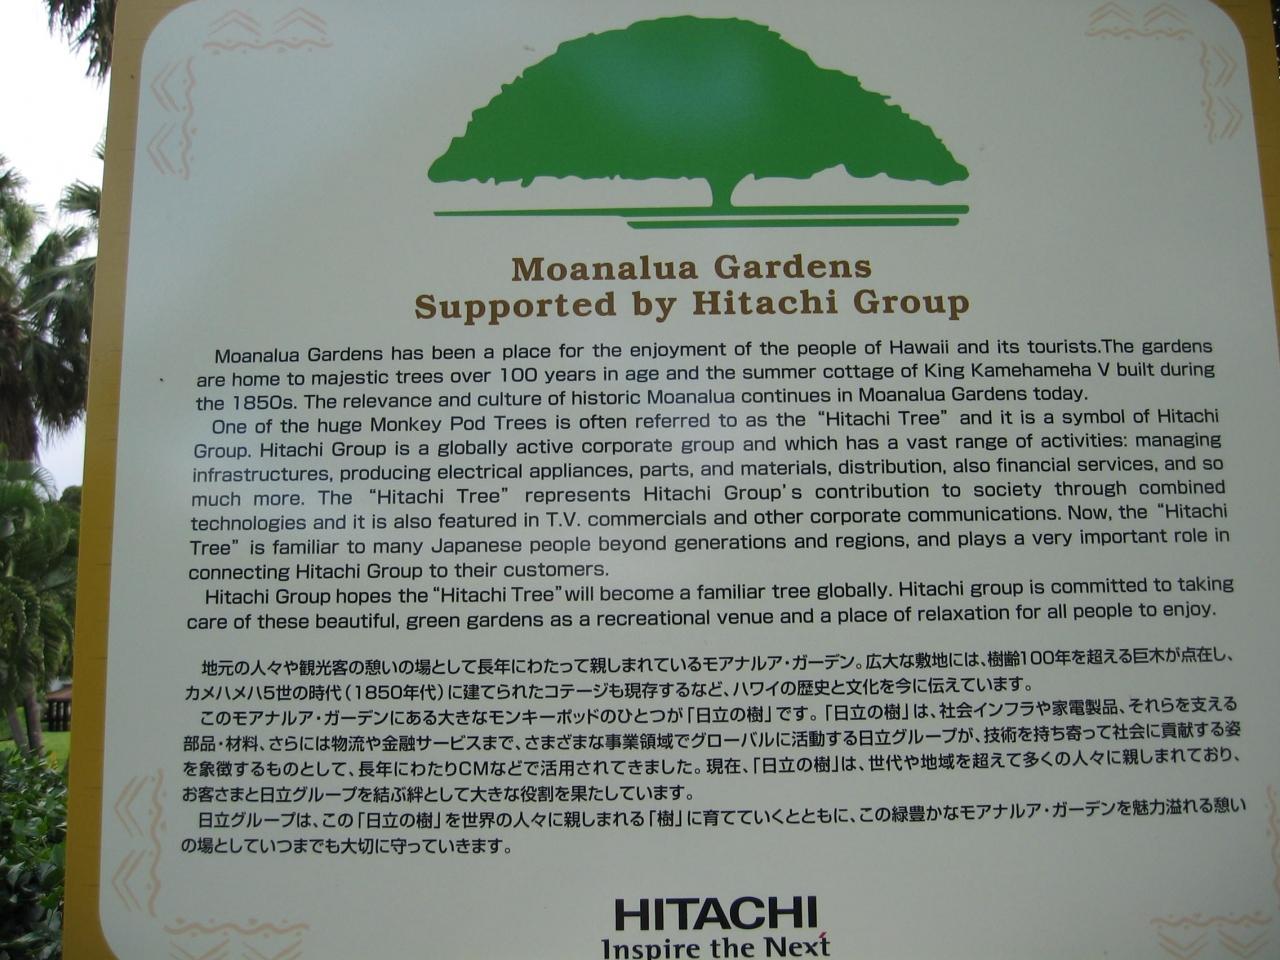 Moanalua Gardens
Supported by Hitachi Group
Moanalua Gardens has been a place for the enjoyment of the people of Hawaii and its tourists.The gardens
are home to majestic trees over 100 years in age and the summer cottage of King Kamehameha V built during
the 1850s. The relevance and culture of historic Moanalua continues in Moanalua Gardens today.
One of the huge Monkey Pod Trees is often referred to as the “Hitachi Tree” and it is a symbol of Hitachi
Group. Hitachi Group is a globally active corporate group and which has a vast range of activities: managing
infrastructures, producing electrical appliances, parts, and materials, distribution, also financial services, and so
much more. The “Hitachi Tree” represents Hitachi Group's contribution to society through combined
technologies and it is also featured in T.V. commercials and other corporate communications. Now, the “Hitachi
Tree” is familiar to many Japanese people beyond generations and regions, and plays a very important role in
connecting Hitachi Group to their customers.
Hitachi Group hopes the “Hitachi Tree” will become a familiar tree globally. Hitachi group is committed to taking
care of these beautiful, green gardens as a recreational venue and a place of relaxation for all people to enjoy.
地元の人々や観光客の憩いの場として長年にわたって親しまれているモアナルア・ガーデン。広大な敷地には、樹齢100年を超える巨木が点在し、
カメハメハ5世の時代（1850年代）に建てられたコテージも現存するなど、ハワイの歴史と文化を今に伝えています。
このモアナルア・ガーデンにある大きなモンキーポッドのひとつが「日立の樹」です。「日立の樹」は、社会インフラや家電製品、それらを支える
部品・材料、さらには物流や金融サービスまで、さまざまな事業領域でグローバルに活動する日立グループが、技術を持ち寄って社会に貢献する姿
を象徴するものとして、長年にわたりCMなどで活用されてきました。現在、「日立の樹」は、世代や地域を超えて多くの人々に親しまれており、
お客さまと日立グループを結ぶ絆として大きな役割を果たしています。
日立グループは、この「日立の樹」を世界の人々に親しまれる「樹」に育てていくとともに、この緑豊かなモアナルア・ガーデンを魅力溢れる憩い
の場としていつまでも大切に守っていきます。
HITACHI
Inspire the Next